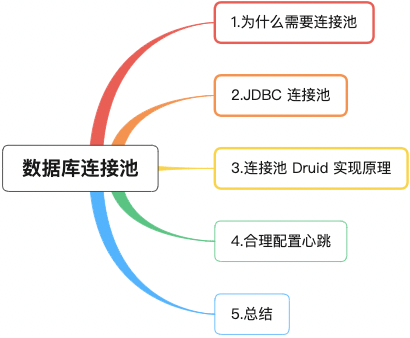 1.为什么需要连接池
2.JDBC 连接池
数据库连接池
3.连接池 Druid 实现原理
4.合理配置心跳
5.总结